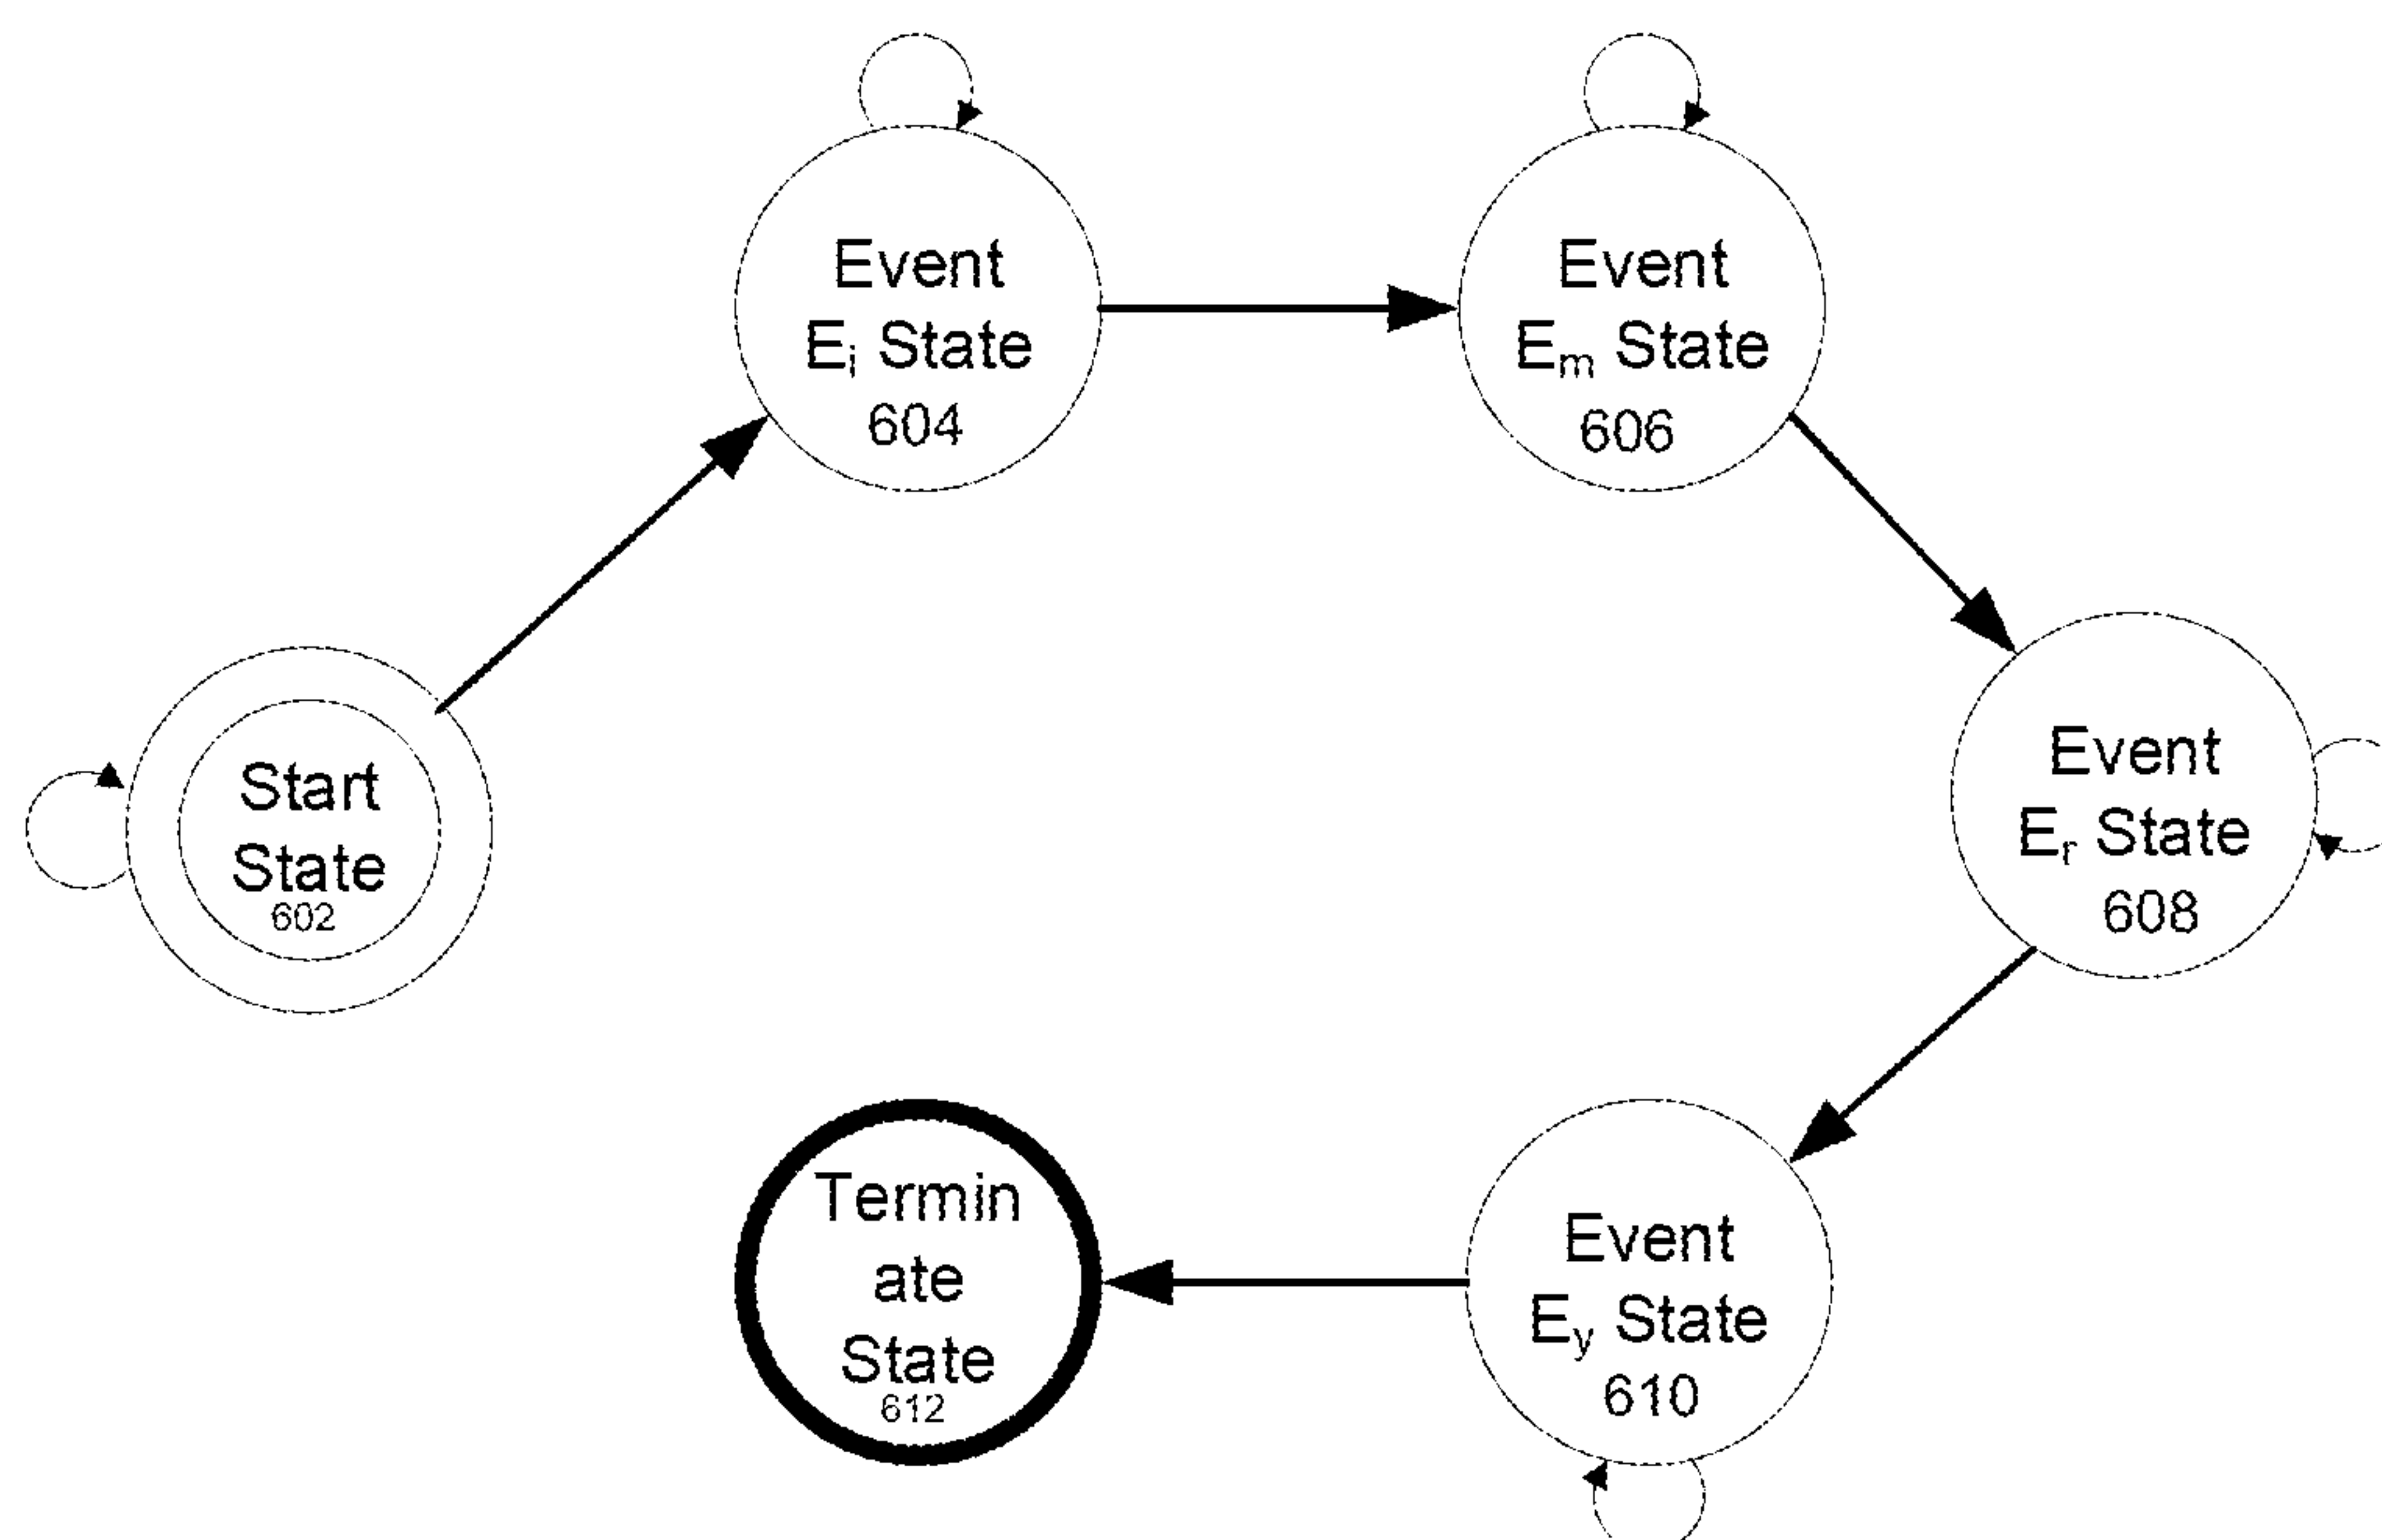 Event
Eᵢ State
604
Event
Eₘ State
606
Start
State
602
Event
Eᵣ State
608
Termin
ate
State
612
Event
E_y State
610